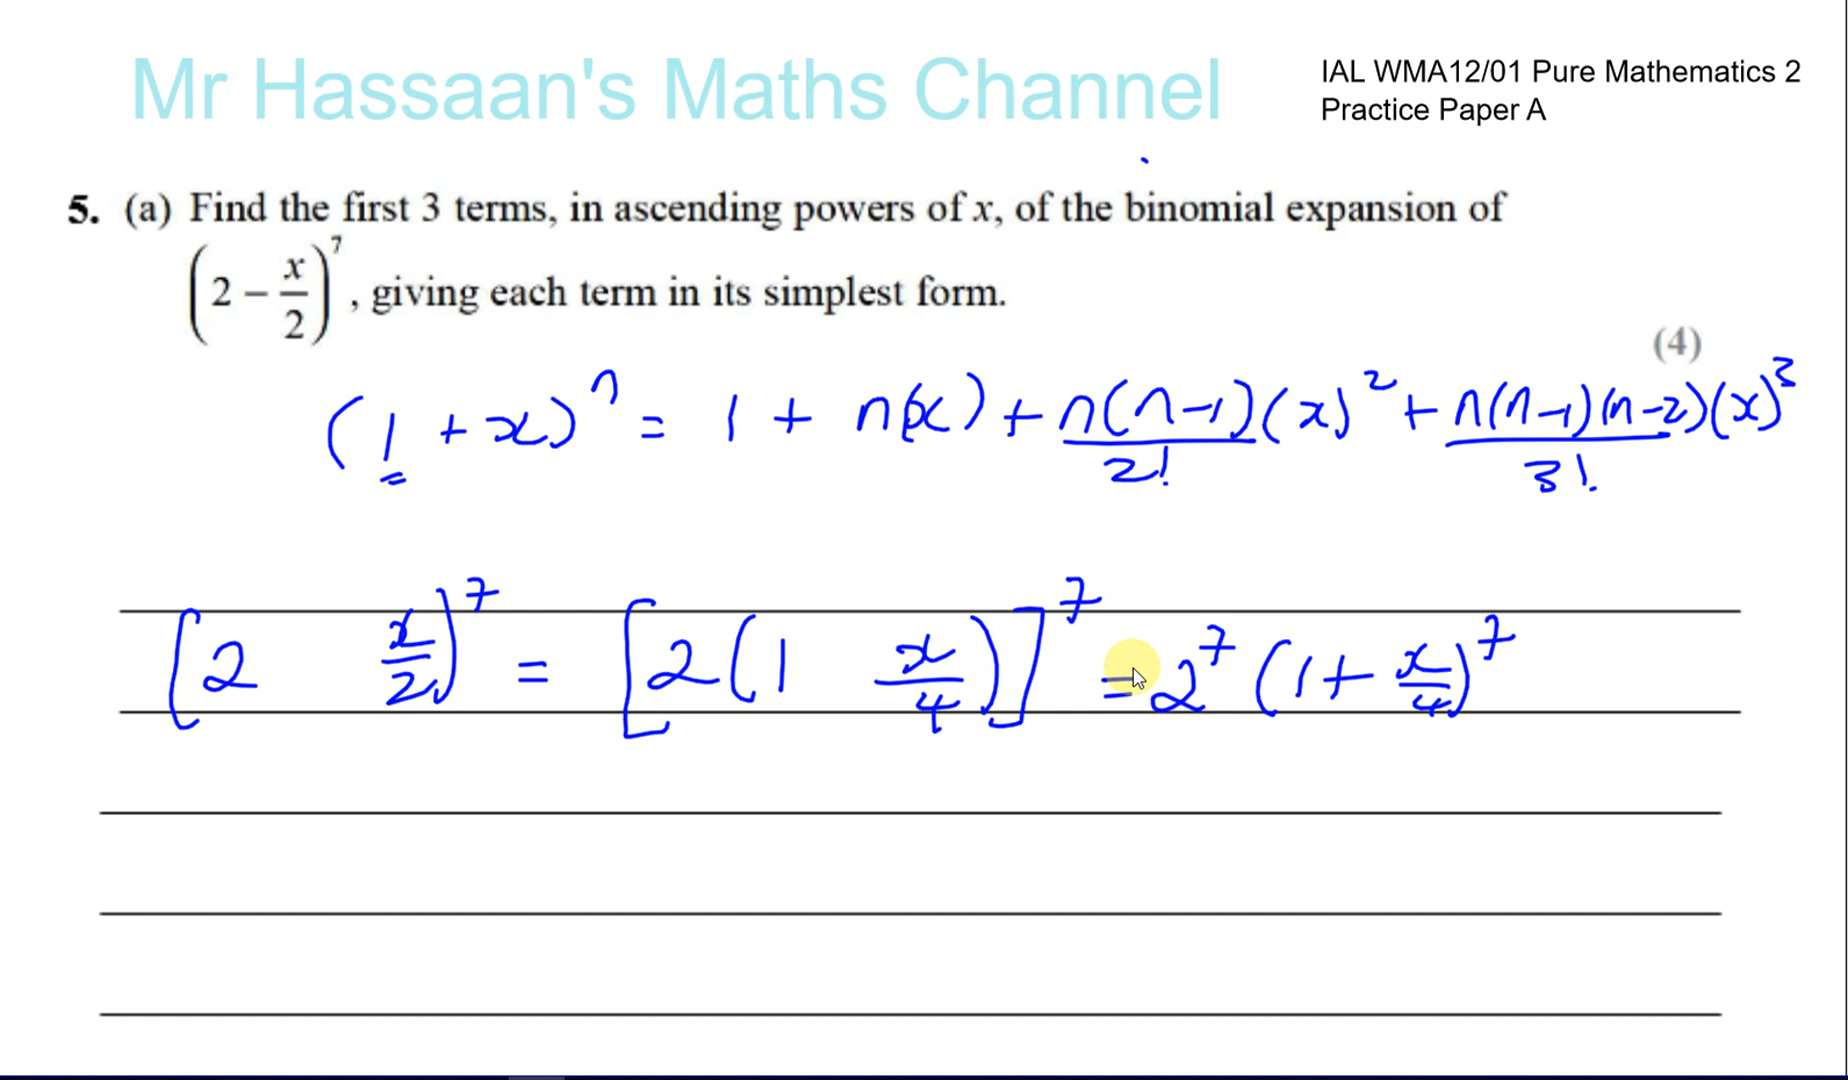 Mr Hassaan's Maths Channel
IAL WMA12/01 Pure Mathematics 2
Practice Paper A
5. (a) Find the first 3 terms, in ascending powers of x, of the binomial expansion of
(2 − x/2)^7, giving each term in its simplest form.
(4)
(1 + x)^n = 1 + n(x) + n(n−1)/2! (x)^2 + n(n−1)(n−2)/3! (x)^3
[2 x/2)^7 = [2(1 x/4)]^7 = 2^7 (1 + x/4)^7